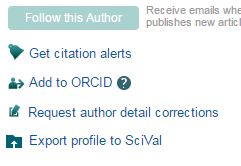 Follow this Author
Receive emails whe
publishes new articl
Get citation alerts
Add to ORCID ?
Request author detail corrections
Export profile to SciVal